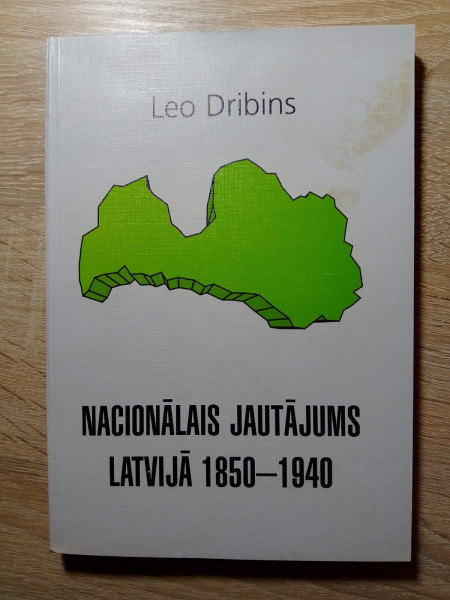 Leo Dribins
NACIONĀLAIS JAUTĀJUMS
LATVIJĀ 1850–1940